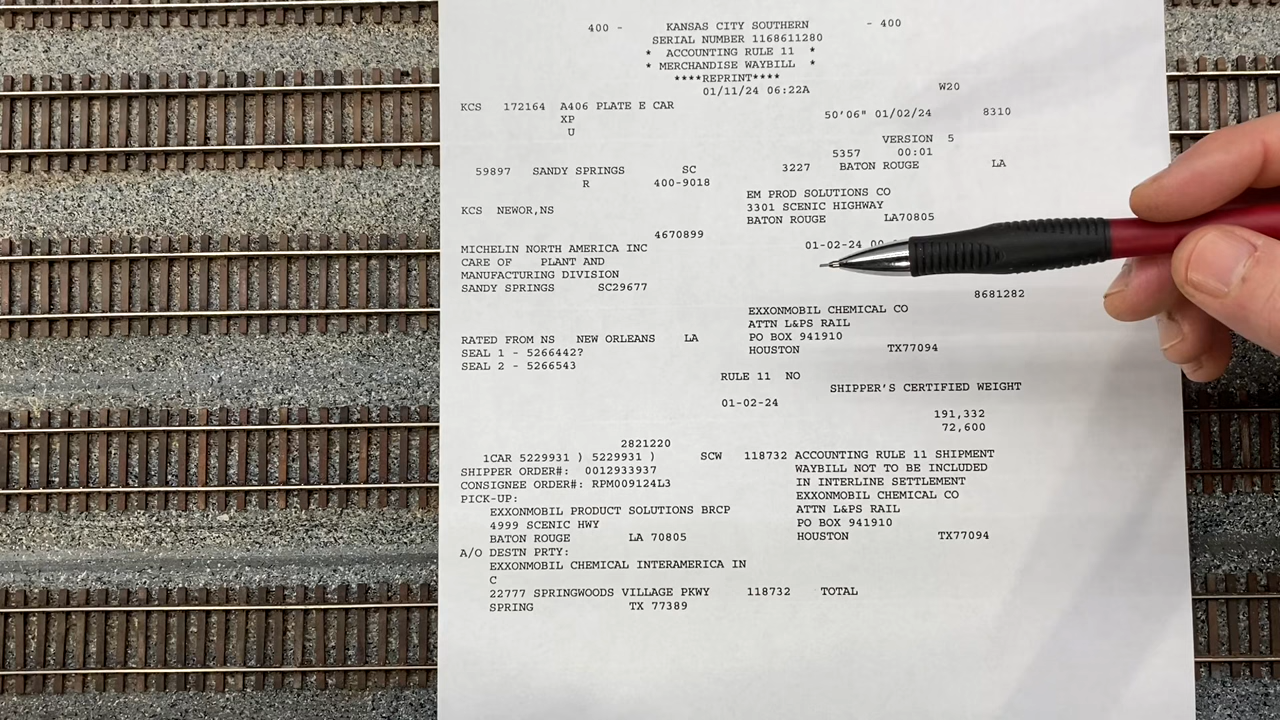 400 - KANSAS CITY SOUTHERN - 400
SERIAL NUMBER 1168611280
* ACCOUNTING RULE 11 *
* MERCHANDISE WAYBILL *
****REPRINT****
01/11/24 06:22A
W20
KCS 172164 A406 PLATE E CAR
XP 50'06" 01/02/24 8310
U
VERSION 5
5357 00:01
59897 SANDY SPRINGS SC 3227 BATON ROUGE LA
R 400-9018
EM PROD SOLUTIONS CO
3301 SCENIC HIGHWAY
KCS NEWOR,NS BATON ROUGE LA70805
4670899
MICHELIN NORTH AMERICA INC 01-02-24
CARE OF PLANT AND
MANUFACTURING DIVISION
SANDY SPRINGS SC29677 8681282
EXXONMOBIL CHEMICAL CO
ATTN L&PS RAIL
RATED FROM NS NEW ORLEANS LA PO BOX 941910
SEAL 1 - 5266442? HOUSTON TX77094
SEAL 2 - 5266543
RULE 11 NO
SHIPPER'S CERTIFIED WEIGHT
01-02-24
191,332
72,600
2821220
1CAR 5229931 ) 5229931 ) SCW 118732 ACCOUNTING RULE 11 SHIPMENT
SHIPPER ORDER#: 0012933937 WAYBILL NOT TO BE INCLUDED
CONSIGNEE ORDER#: RPM009124L3 IN INTERLINE SETTLEMENT
PICK-UP: EXXONMOBIL CHEMICAL CO
EXXONMOBIL PRODUCT SOLUTIONS BRCP ATTN L&PS RAIL
4999 SCENIC HWY PO BOX 941910
BATON ROUGE LA 70805 HOUSTON TX77094
A/O DESTN PRTY:
EXXONMOBIL CHEMICAL INTERAMERICA IN
C
22777 SPRINGWOODS VILLAGE PKWY 118732 TOTAL
SPRING TX 77389